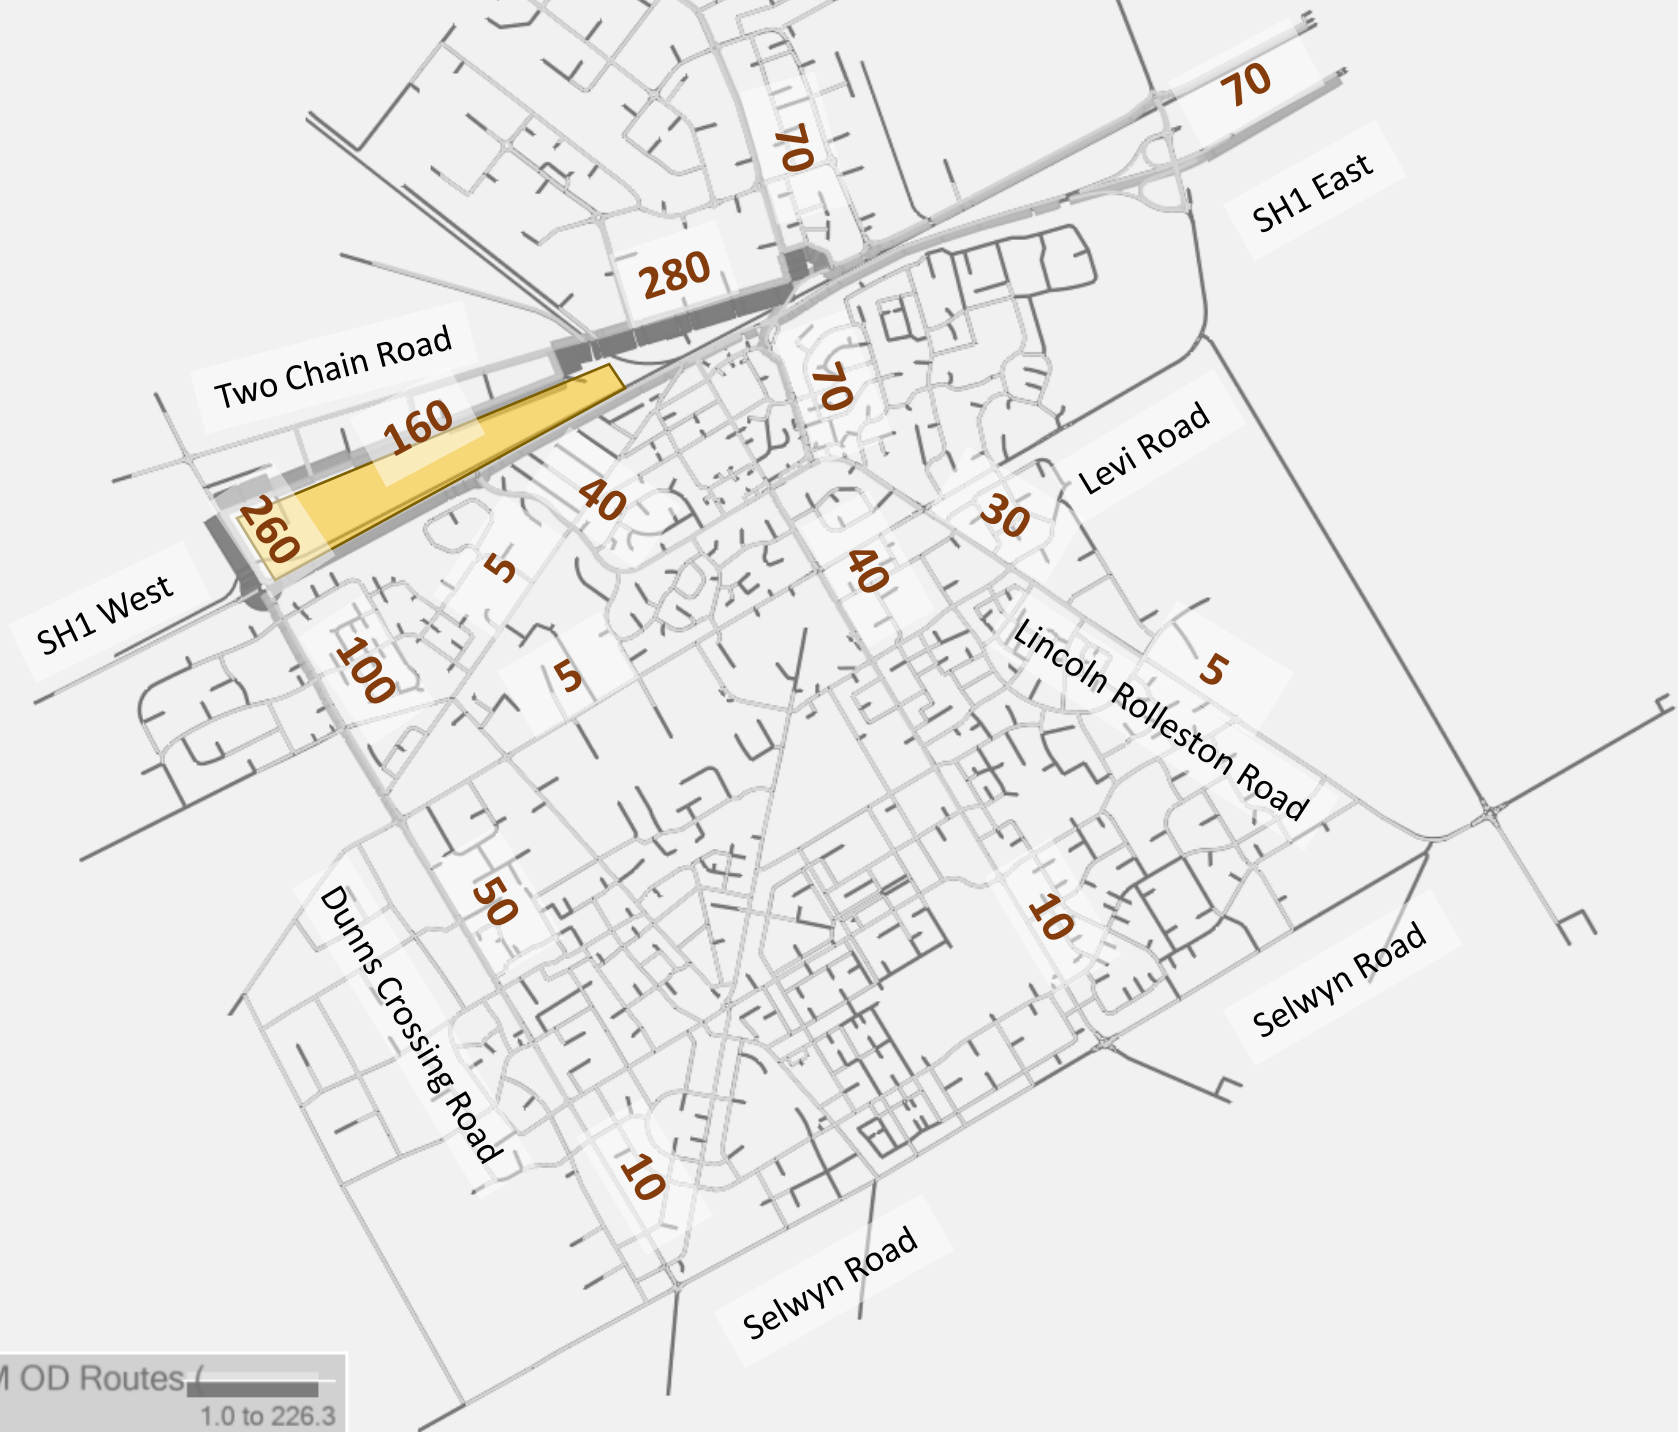 70
70
SH1 East
280
Two Chain Road
160
70
Levi Road
260
40
30
5
40
SH1 West
100
5
Lincoln Rolleston Road
5
50
10
Dunns Crossing Road
Selwyn Road
10
Selwyn Road
M OD Routes (
1.0 to 226.3